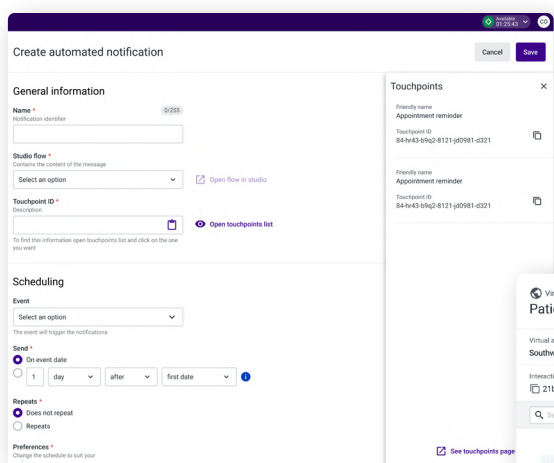 Available
01:25:43
CO
Create automated notification
Cancel
Save
General information
Name *
0/255
Notification identifier
Studio flow *
Contains the content of the message
Select an option
Open flow in studio
Touchpoint ID *
Description
Open touchpoints list
To find this information open touchpoints list and click on the one
you want
Scheduling
Event
Select an option
The event will trigger the notifications
Send *
On event date
1
day
after
first date
Repeats *
Does not repeat
Repeats
Preferences *
Change the schedule to suit your
Touchpoints
Friendly name
Appointment reminder
Touchpoint ID
84-hr43-b9q2-8121-jd0981-d321
Friendly name
Appointment reminder
Touchpoint ID
84-hr43-b9q2-8121-jd0981-d321
See touchpoints page
Vir
Patie
Virtual a
Southw
Interacti
21b
Se